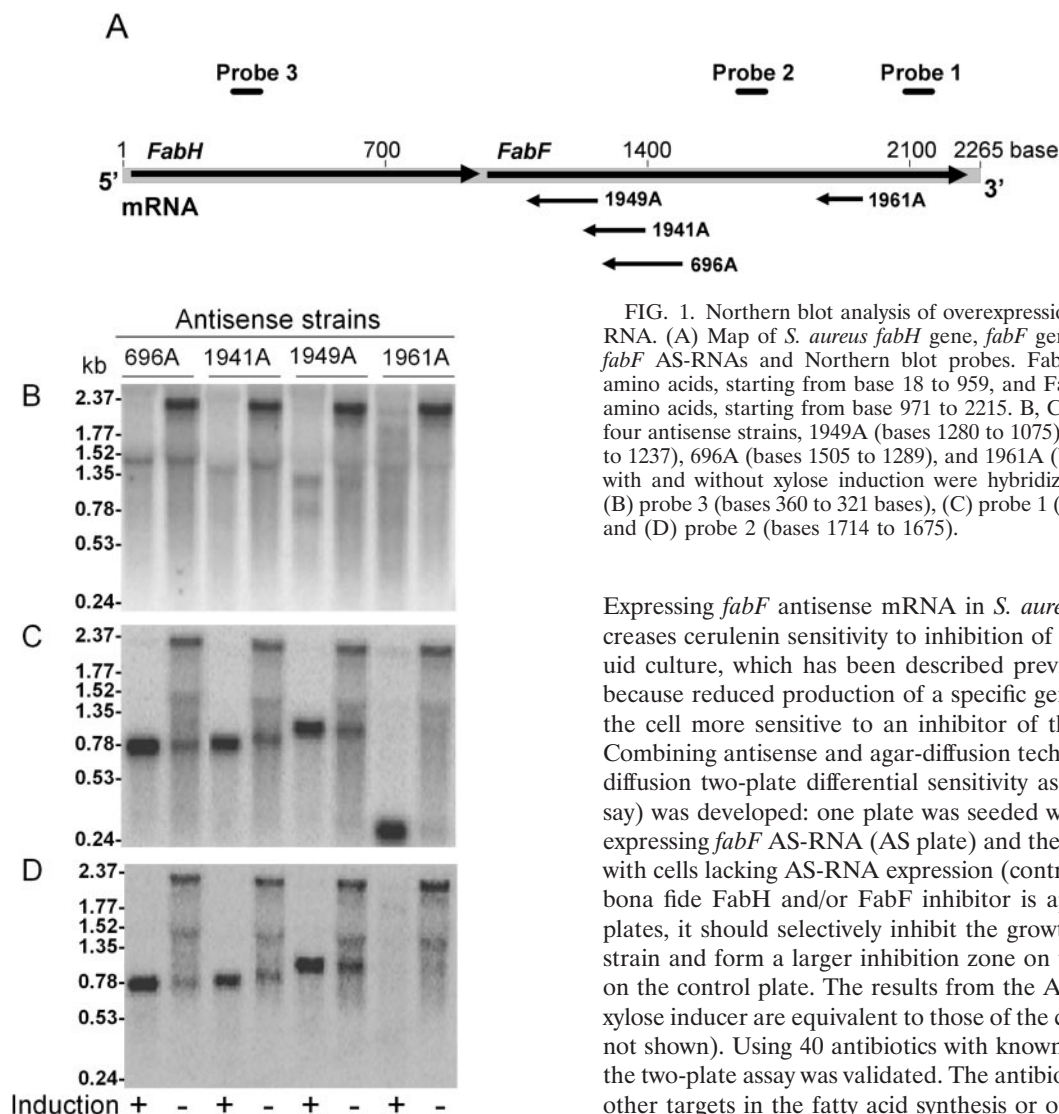 A
Probe 3 Probe 2 Probe 1
1 FabH 700 FabF 1400 2100 2265 base
5' 3'
mRNA
1949A 1961A
1941A
696A
Antisense strains
kb 696A 1941A 1949A 1961A
B
2.37-
1.77-
1.52-
1.35-
0.78-
0.53-
0.24-
C
2.37-
1.77-
1.52-
1.35-
0.78-
0.53-
0.24-
D
2.37-
1.77-
1.52-
1.35-
0.78-
0.53-
0.24-
Induction + - + - + - + -
FIG. 1. Northern blot analysis of overexpressio
RNA. (A) Map of S. aureus fabH gene, fabF gen
fabF AS-RNAs and Northern blot probes. Fab
amino acids, starting from base 18 to 959, and Fa
amino acids, starting from base 971 to 2215. B, C
four antisense strains, 1949A (bases 1280 to 1075)
to 1237), 696A (bases 1505 to 1289), and 1961A (
with and without xylose induction were hybridiz
(B) probe 3 (bases 360 to 321 bases), (C) probe 1 (
and (D) probe 2 (bases 1714 to 1675).
Expressing fabF antisense mRNA in S. aure
creases cerulenin sensitivity to inhibition of
uid culture, which has been described prev
because reduced production of a specific ge
the cell more sensitive to an inhibitor of th
Combining antisense and agar-diffusion tech
diffusion two-plate differential sensitivity as
say) was developed: one plate was seeded w
expressing fabF AS-RNA (AS plate) and the
with cells lacking AS-RNA expression (contr
bona fide FabH and/or FabF inhibitor is a
plates, it should selectively inhibit the growt
strain and form a larger inhibition zone on
on the control plate. The results from the A
xylose inducer are equivalent to those of the c
not shown). Using 40 antibiotics with known
the two-plate assay was validated. The antibio
other targets in the fatty acid synthesis or o